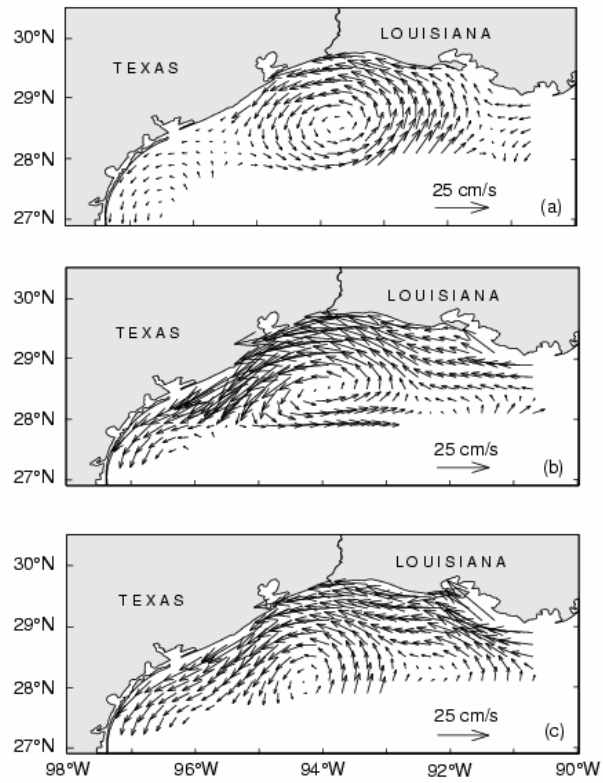 30°N
LOUISIANA
TEXAS
29°N
28°N
25 cm/s
27°N
(a)
30°N
LOUISIANA
TEXAS
29°N
28°N
25 cm/s
27°N
(b)
30°N
LOUISIANA
TEXAS
29°N
28°N
25 cm/s
27°N
(c)
98°W 96°W 94°W 92°W 90°W